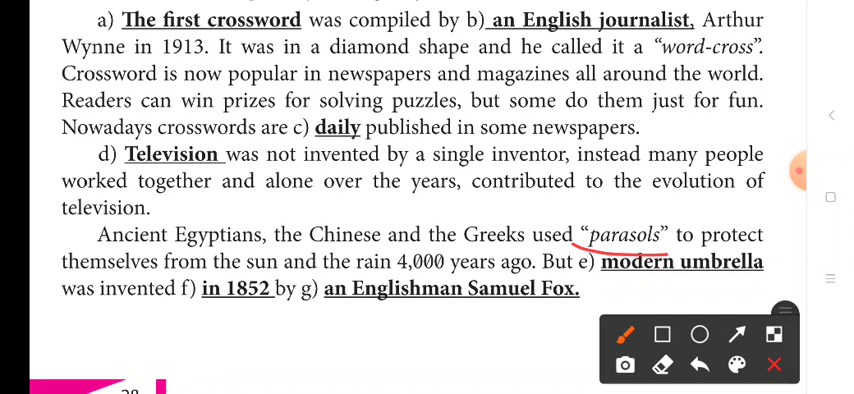 a) The first crossword was compiled by b) an English journalist, Arthur
Wynne in 1913. It was in a diamond shape and he called it a “word-cross”.
Crossword is now popular in newspapers and magazines all around the world.
Readers can win prizes for solving puzzles, but some do them just for fun.
Nowadays crosswords are c) daily published in some newspapers.
d) Television was not invented by a single inventor, instead many people
worked together and alone over the years, contributed to the evolution of
television.
Ancient Egyptians, the Chinese and the Greeks used “parasols” to protect
themselves from the sun and the rain 4,000 years ago. But e) modern umbrella
was invented f) in 1852 by g) an Englishman Samuel Fox.